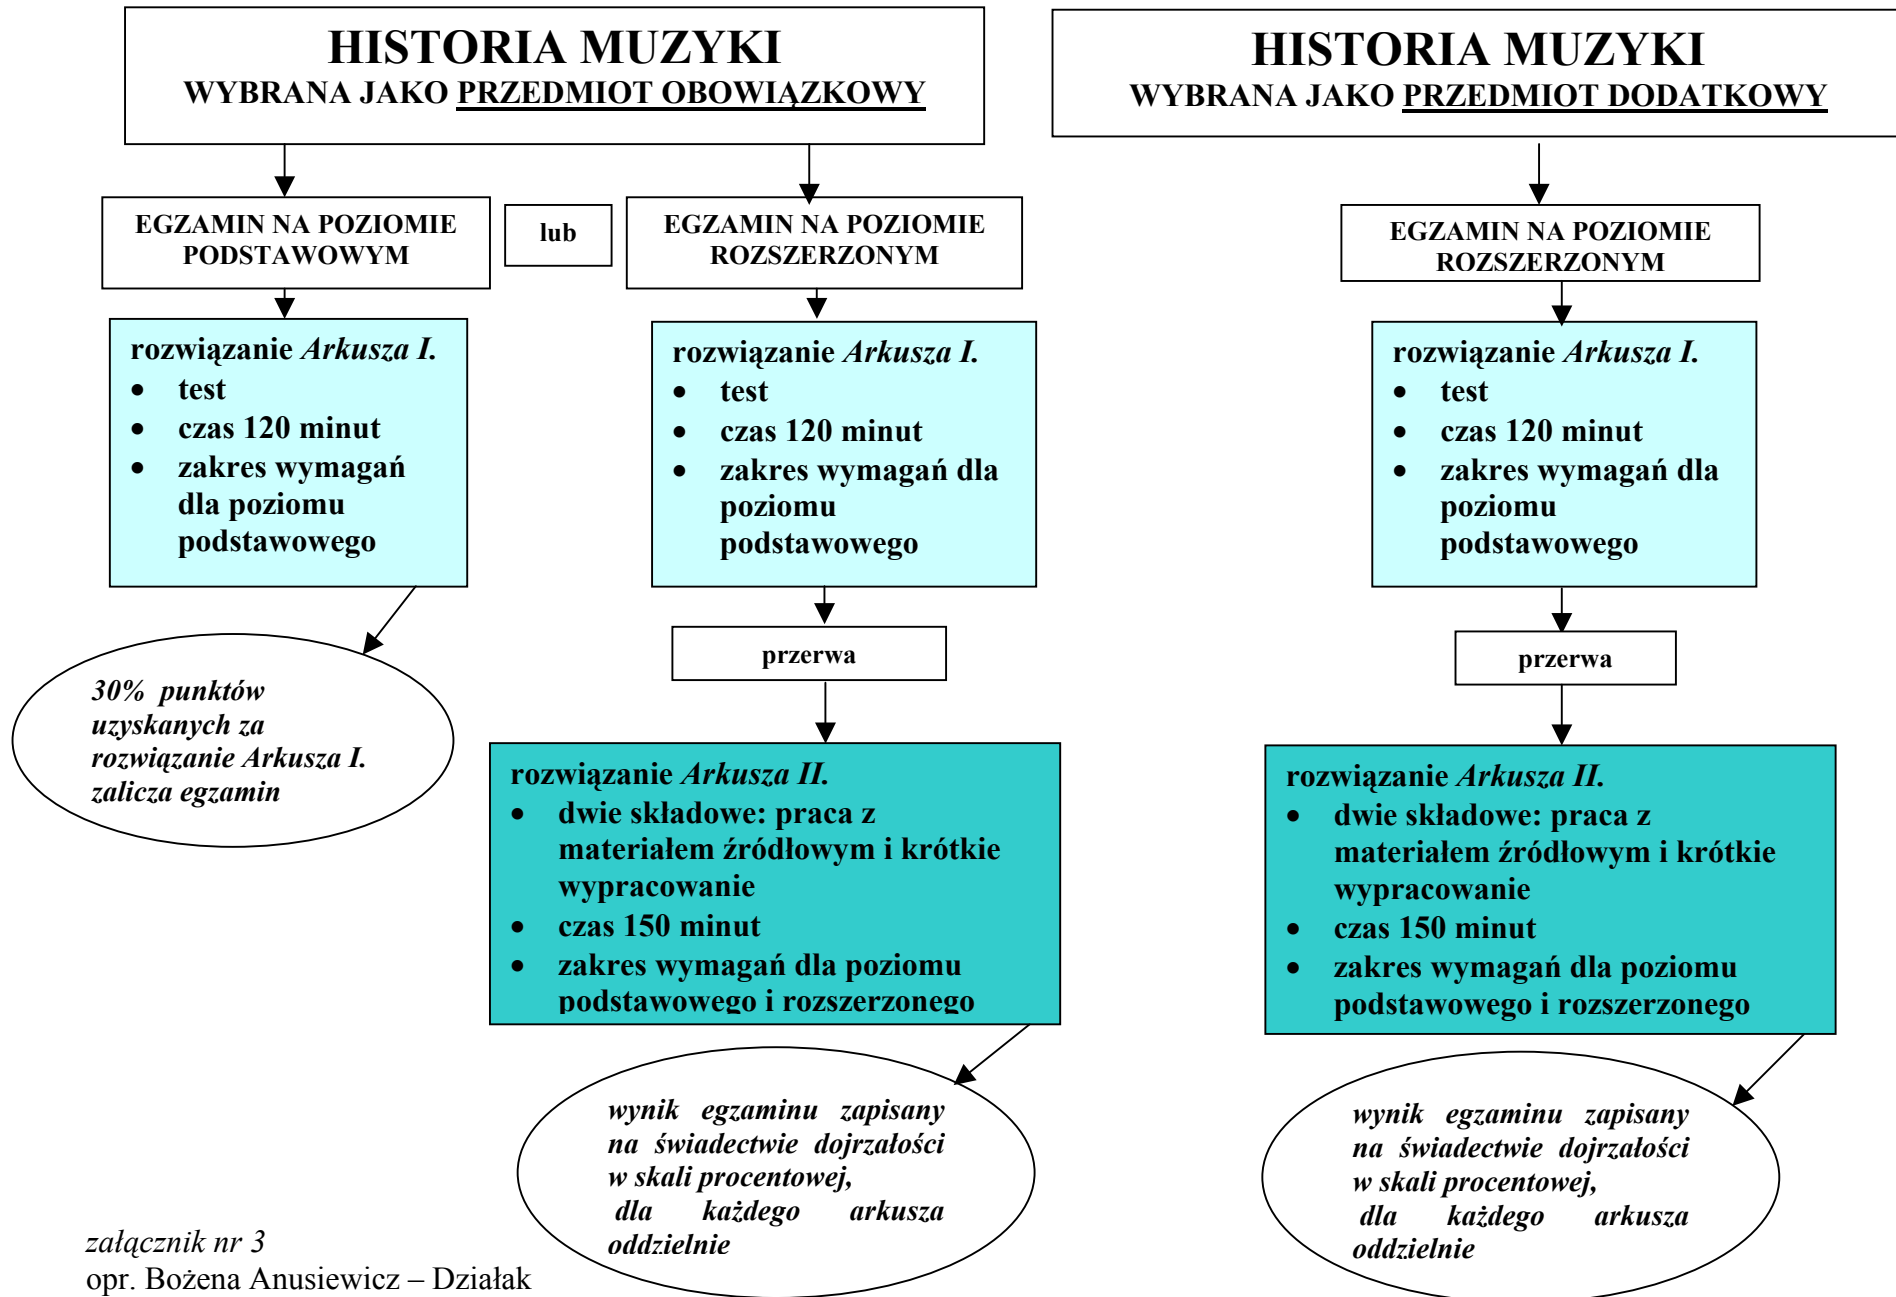 HISTORIA MUZYKI
WYBRANA JAKO PRZEDMIOT OBOWIĄZKOWY
EGZAMIN NA POZIOMIE
PODSTAWOWYM
lub
EGZAMIN NA POZIOMIE
ROZSZERZONYM
rozwiązanie Arkusza I.
• test
• czas 120 minut
• zakres wymagań
dla poziomu
podstawowego
30% punktów
uzyskanych za
rozwiązanie Arkusza I.
zalicza egzamin
rozwiązanie Arkusza I.
• test
• czas 120 minut
• zakres wymagań dla
poziomu
podstawowego
przerwa
rozwiązanie Arkusza II.
• dwie składowe: praca z
materiałem źródłowym i krótkie
wypracowanie
• czas 150 minut
• zakres wymagań dla poziomu
podstawowego i rozszerzonego
wynik egzaminu zapisany
na świadectwie dojrzałości
w skali procentowej,
dla każdego arkusza
oddzielnie
HISTORIA MUZYKI
WYBRANA JAKO PRZEDMIOT DODATKOWY
EGZAMIN NA POZIOMIE
ROZSZERZONYM
rozwiązanie Arkusza I.
• test
• czas 120 minut
• zakres wymagań dla
poziomu
podstawowego
przerwa
rozwiązanie Arkusza II.
• dwie składowe: praca z
materiałem źródłowym i krótkie
wypracowanie
• czas 150 minut
• zakres wymagań dla poziomu
podstawowego i rozszerzonego
wynik egzaminu zapisany
na świadectwie dojrzałości
w skali procentowej,
dla każdego arkusza
oddzielnie
załącznik nr 3
opr. Bożena Anusiewicz – Działak